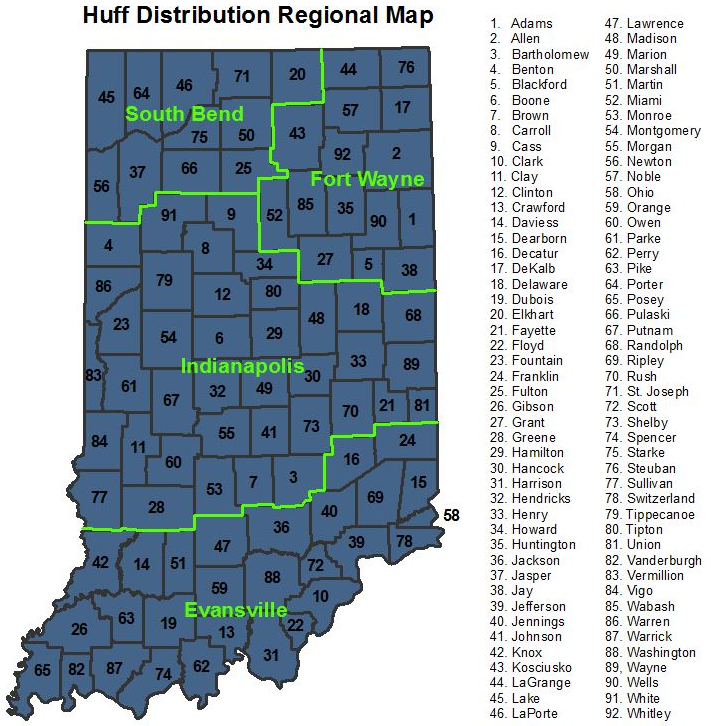 Huff Distribution Regional Map
45 64 46 71 20 44 76
57 17
South Bend
75 50 43
92 2
56 37 66 25
Fort Wayne
91 9 52 85 35 90 1
4 8
34 27 5 38
86 79 12 80
23 48 18 68
54 6 29
Indianapolis
83 61 67 32 49 30 33 89
84 11 55 41 73 70 21 81
60 16 24
77 28 53 7 3 40 69 15
58
36
42 14 51 47 39 78
59 88 72
10
Evansville
26 63 19 13 22
65 82 87 74 62 31
1. Adams
2. Allen
3. Bartholomew
4. Benton
5. Blackford
6. Boone
7. Brown
8. Carroll
9. Cass
10. Clark
11. Clay
12. Clinton
13. Crawford
14. Daviess
15. Dearborn
16. Decatur
17. DeKalb
18. Delaware
19. Dubois
20. Elkhart
21. Fayette
22. Floyd
23. Fountain
24. Franklin
25. Fulton
26. Gibson
27. Grant
28. Greene
29. Hamilton
30. Hancock
31. Harrison
32. Hendricks
33. Henry
34. Howard
35. Huntington
36. Jackson
37. Jasper
38. Jay
39. Jefferson
40. Jennings
41. Johnson
42. Knox
43. Kosciusko
44. LaGrange
45. Lake
46. LaPorte
47. Lawrence
48. Madison
49. Marion
50. Marshall
51. Martin
52. Miami
53. Monroe
54. Montgomery
55. Morgan
56. Newton
57. Noble
58. Ohio
59. Orange
60. Owen
61. Parke
62. Perry
63. Pike
64. Porter
65. Posey
66. Pulaski
67. Putnam
68. Randolph
69. Ripley
70. Rush
71. St. Joseph
72. Scott
73. Shelby
74. Spencer
75. Starke
76. Steuban
77. Sullivan
78. Switzerland
79. Tippecanoe
80. Tipton
81. Union
82. Vanderburgh
83. Vermillion
84. Vigo
85. Wabash
86. Warren
87. Warrick
88. Washington
89, Wayne
90. Wells
91. White
92. Whitley